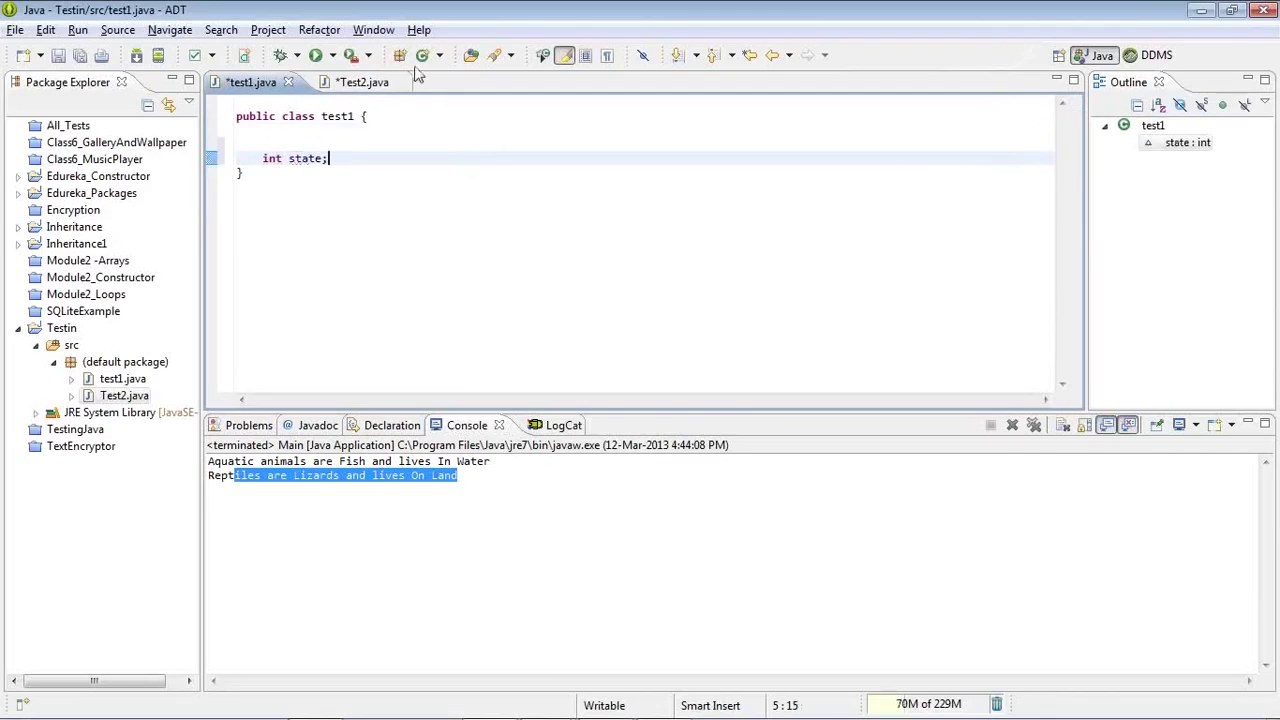 Java - Testin/src/test1.java - ADT
File Edit Run Source Navigate Search Project Refactor Window Help
Java DDMS
Package Explorer
*test1.java
*Test2.java
Outline
All_Tests
Class6_GalleryAndWallpaper
Class6_MusicPlayer
Edureka_Constructor
Edureka_Packages
Encryption
Inheritance
Inheritance1
Module2 -Arrays
Module2_Constructor
Module2_Loops
SQLiteExample
Testin
src
(default package)
test1.java
Test2.java
JRE System Library [JavaSE-
TestingJava
TextEncryptor
public class test1 {
int state;
}
test1
state : int
Problems @ Javadoc Declaration Console LogCat
<terminated> Main [Java Application] C:\Program Files\Java\jre7\bin\javaw.exe (12-Mar-2013 4:44:08 PM)
Aquatic animals are Fish and lives In Water
Reptiles are Lizards and lives On Land
Writable Smart Insert 5 : 15 70M of 229M